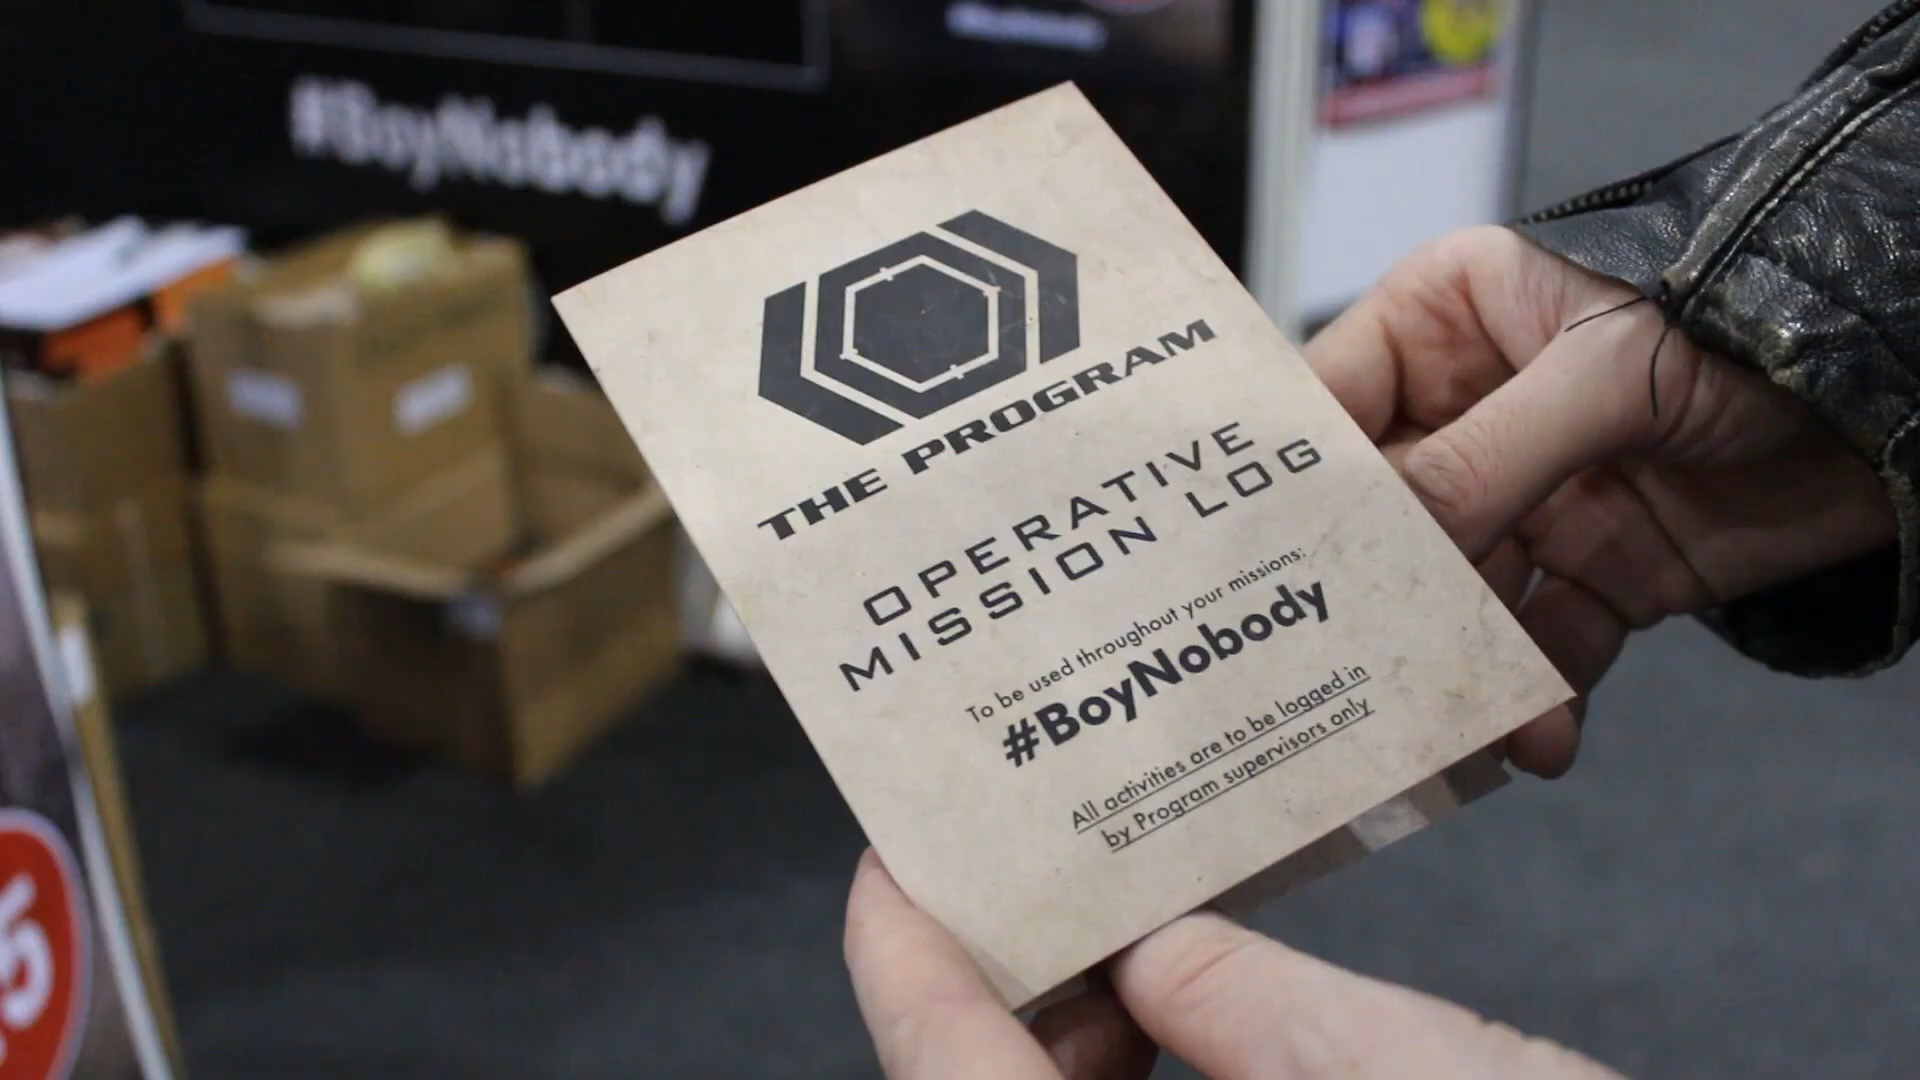 #BoyNobody
THE PROGRAM
OPERATIVE
MISSION LOG
To be used throughout your missions:
#BoyNobody
All activities are to be logged in
by Program supervisors only